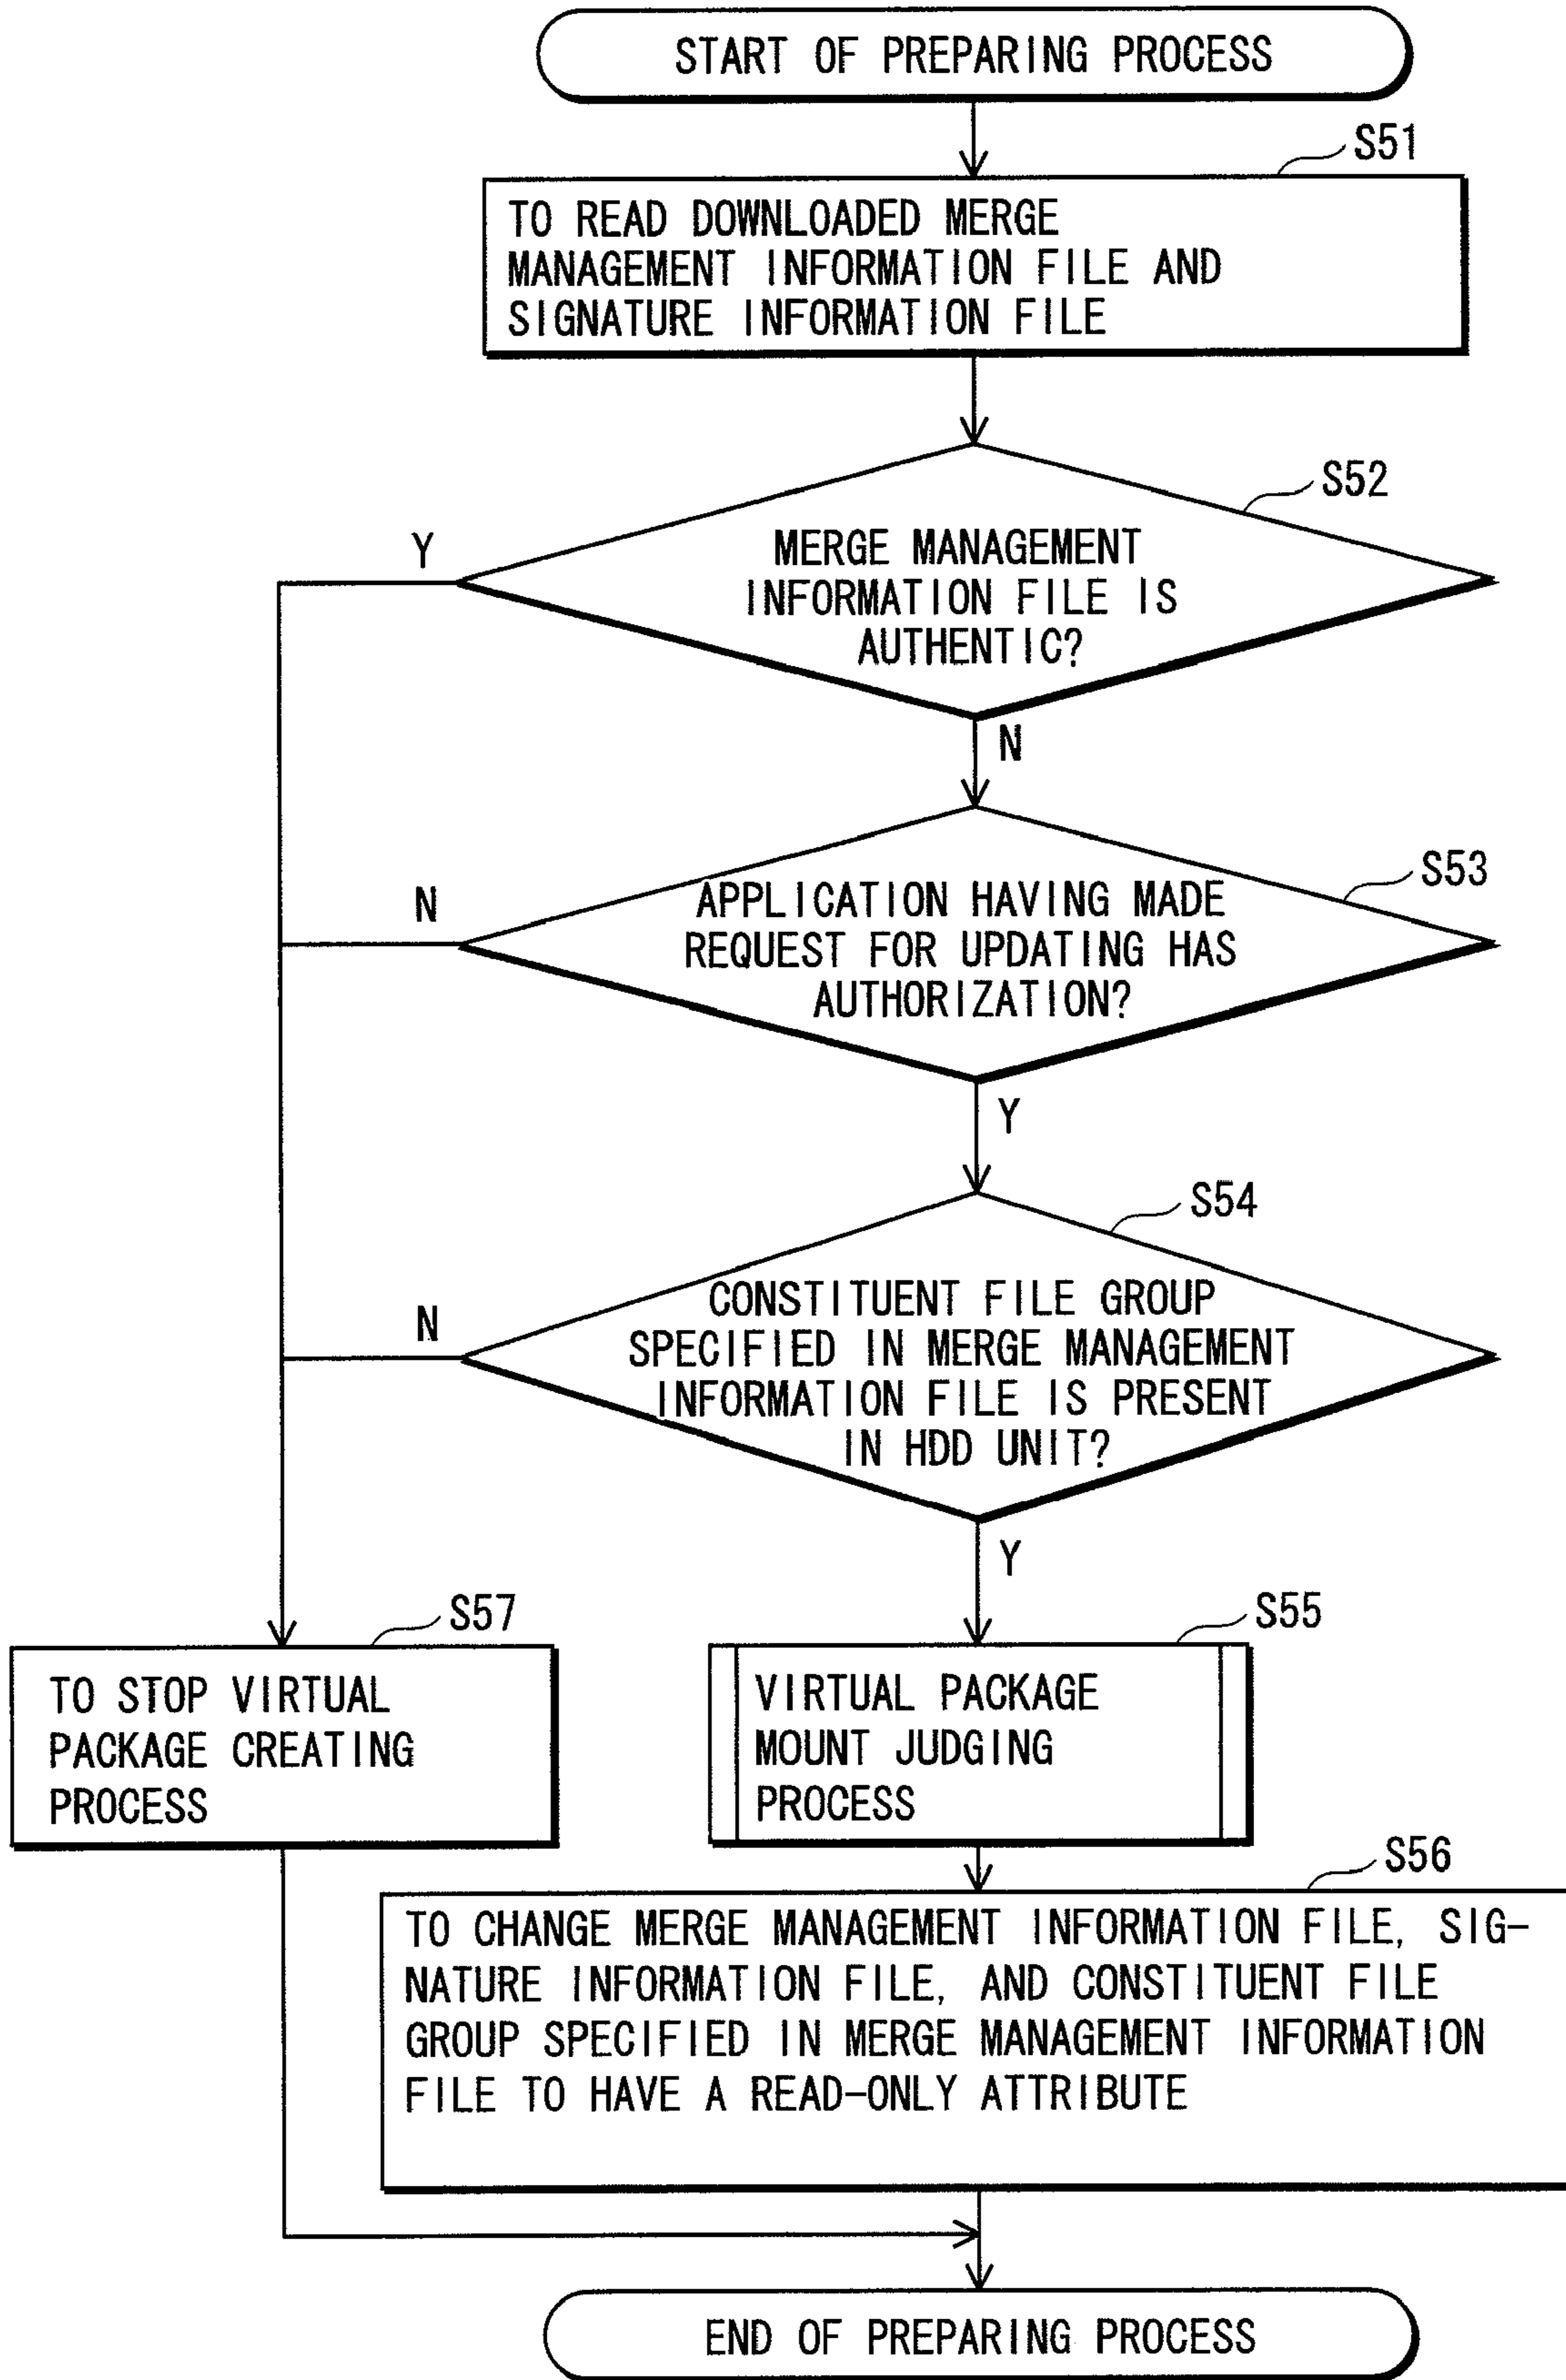 START OF PREPARING PROCESS
S51
TO READ DOWNLOADED MERGE
MANAGEMENT INFORMATION FILE AND
SIGNATURE INFORMATION FILE
S52
Y
MERGE MANAGEMENT
INFORMATION FILE IS
AUTHENTIC?
N
S53
N
APPLICATION HAVING MADE
REQUEST FOR UPDATING HAS
AUTHORIZATION?
Y
S54
N
CONSTITUENT FILE GROUP
SPECIFIED IN MERGE MANAGEMENT
INFORMATION FILE IS PRESENT
IN HDD UNIT?
Y
S57
S55
TO STOP VIRTUAL
PACKAGE CREATING
PROCESS
VIRTUAL PACKAGE
MOUNT JUDGING
PROCESS
S56
TO CHANGE MERGE MANAGEMENT INFORMATION FILE, SIG-
NATURE INFORMATION FILE, AND CONSTITUENT FILE
GROUP SPECIFIED IN MERGE MANAGEMENT INFORMATION
FILE TO HAVE A READ-ONLY ATTRIBUTE
END OF PREPARING PROCESS